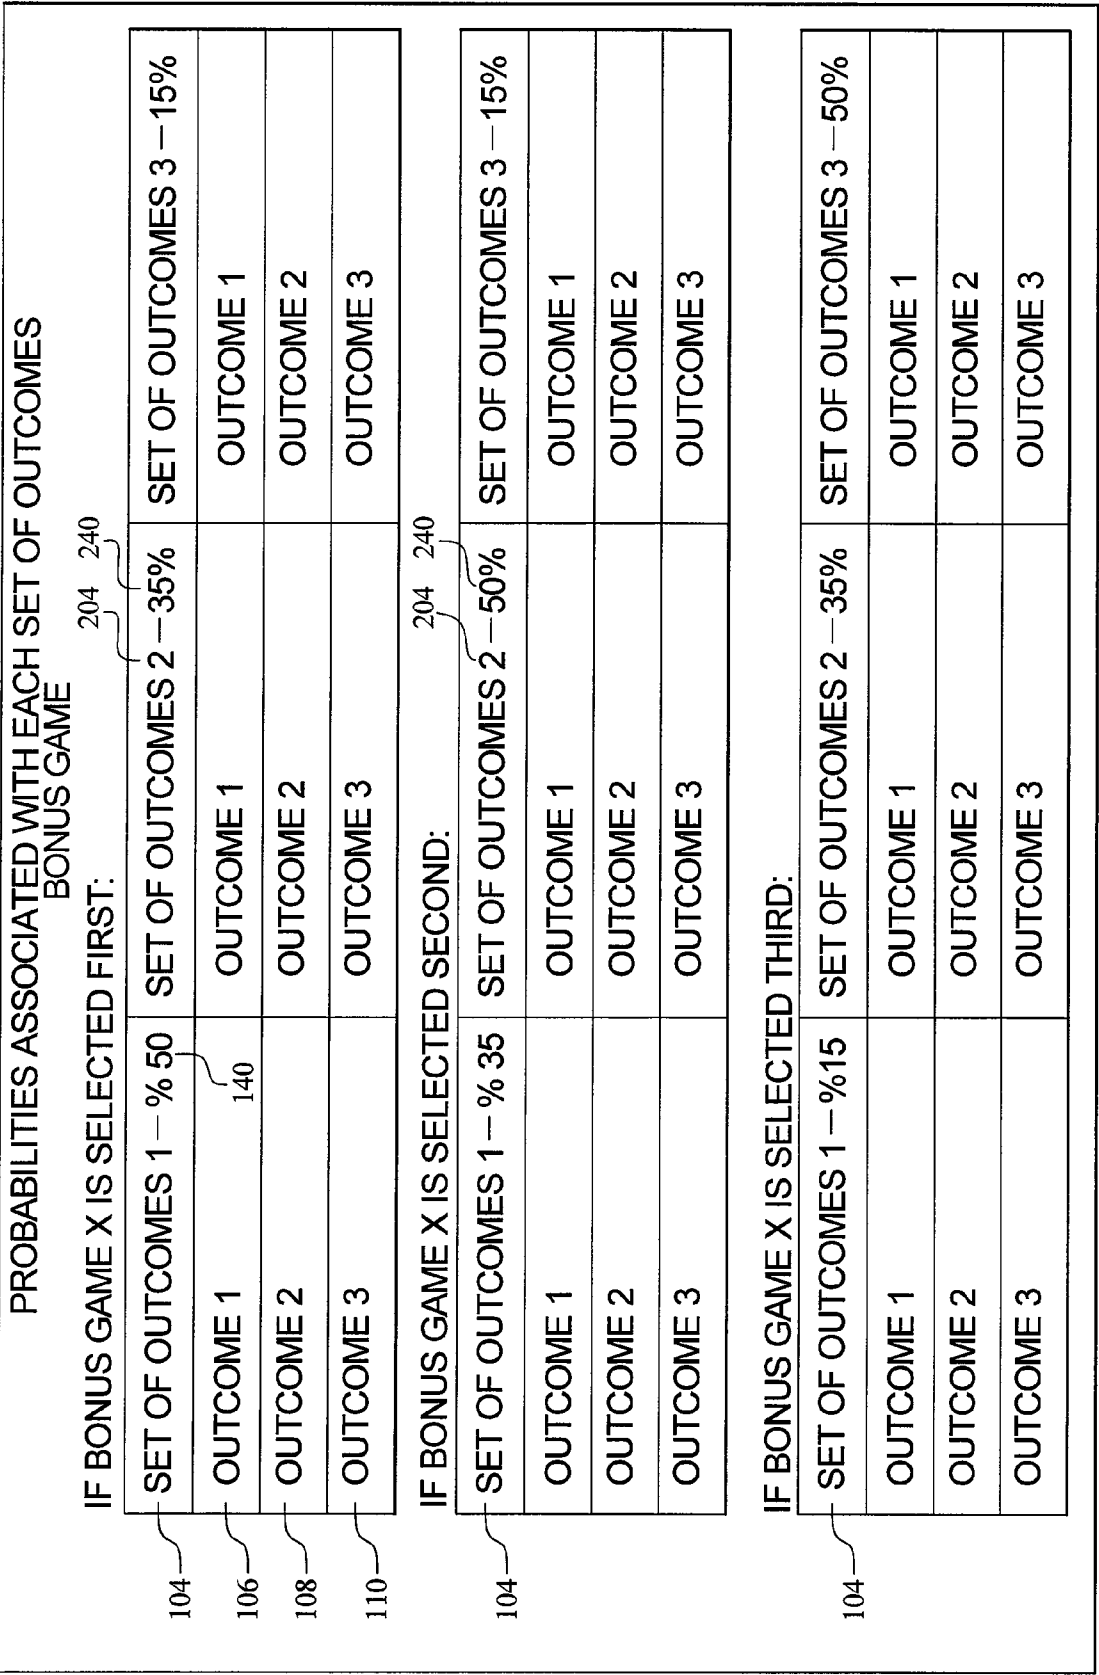 PROBABILITIES ASSOCIATED WITH EACH SET OF OUTCOMES
BONUS GAME
IF BONUS GAME X IS SELECTED FIRST:
204 240
104 SET OF OUTCOMES 1 — % 50 SET OF OUTCOMES 2 — 35% SET OF OUTCOMES 3 — 15%
140
106 OUTCOME 1 OUTCOME 1 OUTCOME 1
108 OUTCOME 2 OUTCOME 2 OUTCOME 2
110 OUTCOME 3 OUTCOME 3 OUTCOME 3
IF BONUS GAME X IS SELECTED SECOND:
204 240
104 SET OF OUTCOMES 1 — % 35 SET OF OUTCOMES 2 — 50% SET OF OUTCOMES 3 — 15%
OUTCOME 1 OUTCOME 1 OUTCOME 1
OUTCOME 2 OUTCOME 2 OUTCOME 2
OUTCOME 3 OUTCOME 3 OUTCOME 3
IF BONUS GAME X IS SELECTED THIRD:
104 SET OF OUTCOMES 1 — %15 SET OF OUTCOMES 2 — 35% SET OF OUTCOMES 3 — 50%
OUTCOME 1 OUTCOME 1 OUTCOME 1
OUTCOME 2 OUTCOME 2 OUTCOME 2
OUTCOME 3 OUTCOME 3 OUTCOME 3